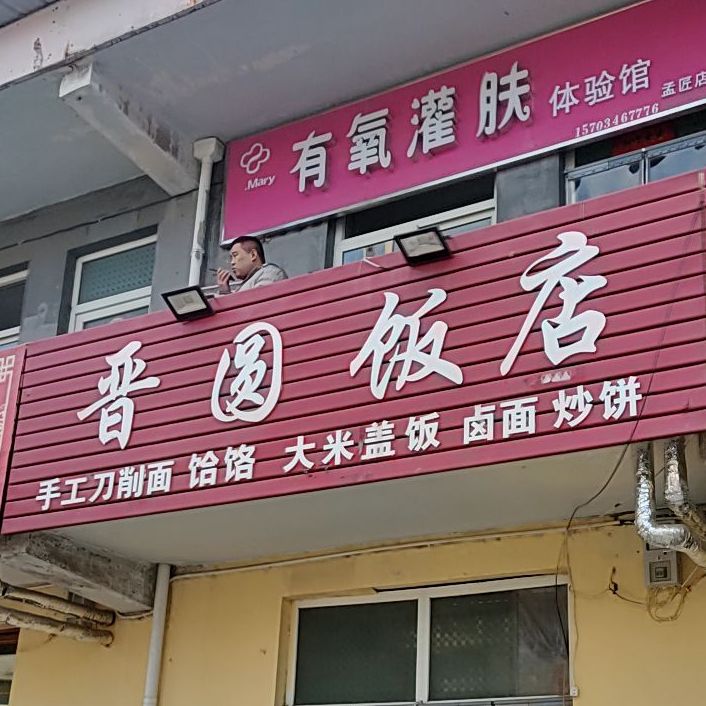 .Mary
有氧灌肤 体验馆 孟匠店
15703467776
晋圆饭店
手工刀削面 饸饹 大米盖饭 卤面 炒饼